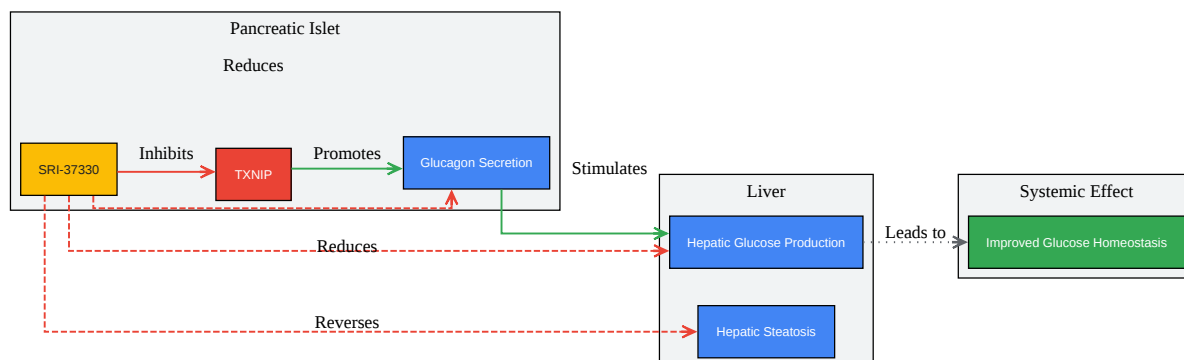 Pancreatic Islet
Reduces
SRI-37330
Inhibits
TXNIP
Promotes
Glucagon Secretion
Stimulates
Liver
Systemic Effect
Hepatic Glucose Production
Leads to
Improved Glucose Homeostasis
Reduces
Reverses
Hepatic Steatosis